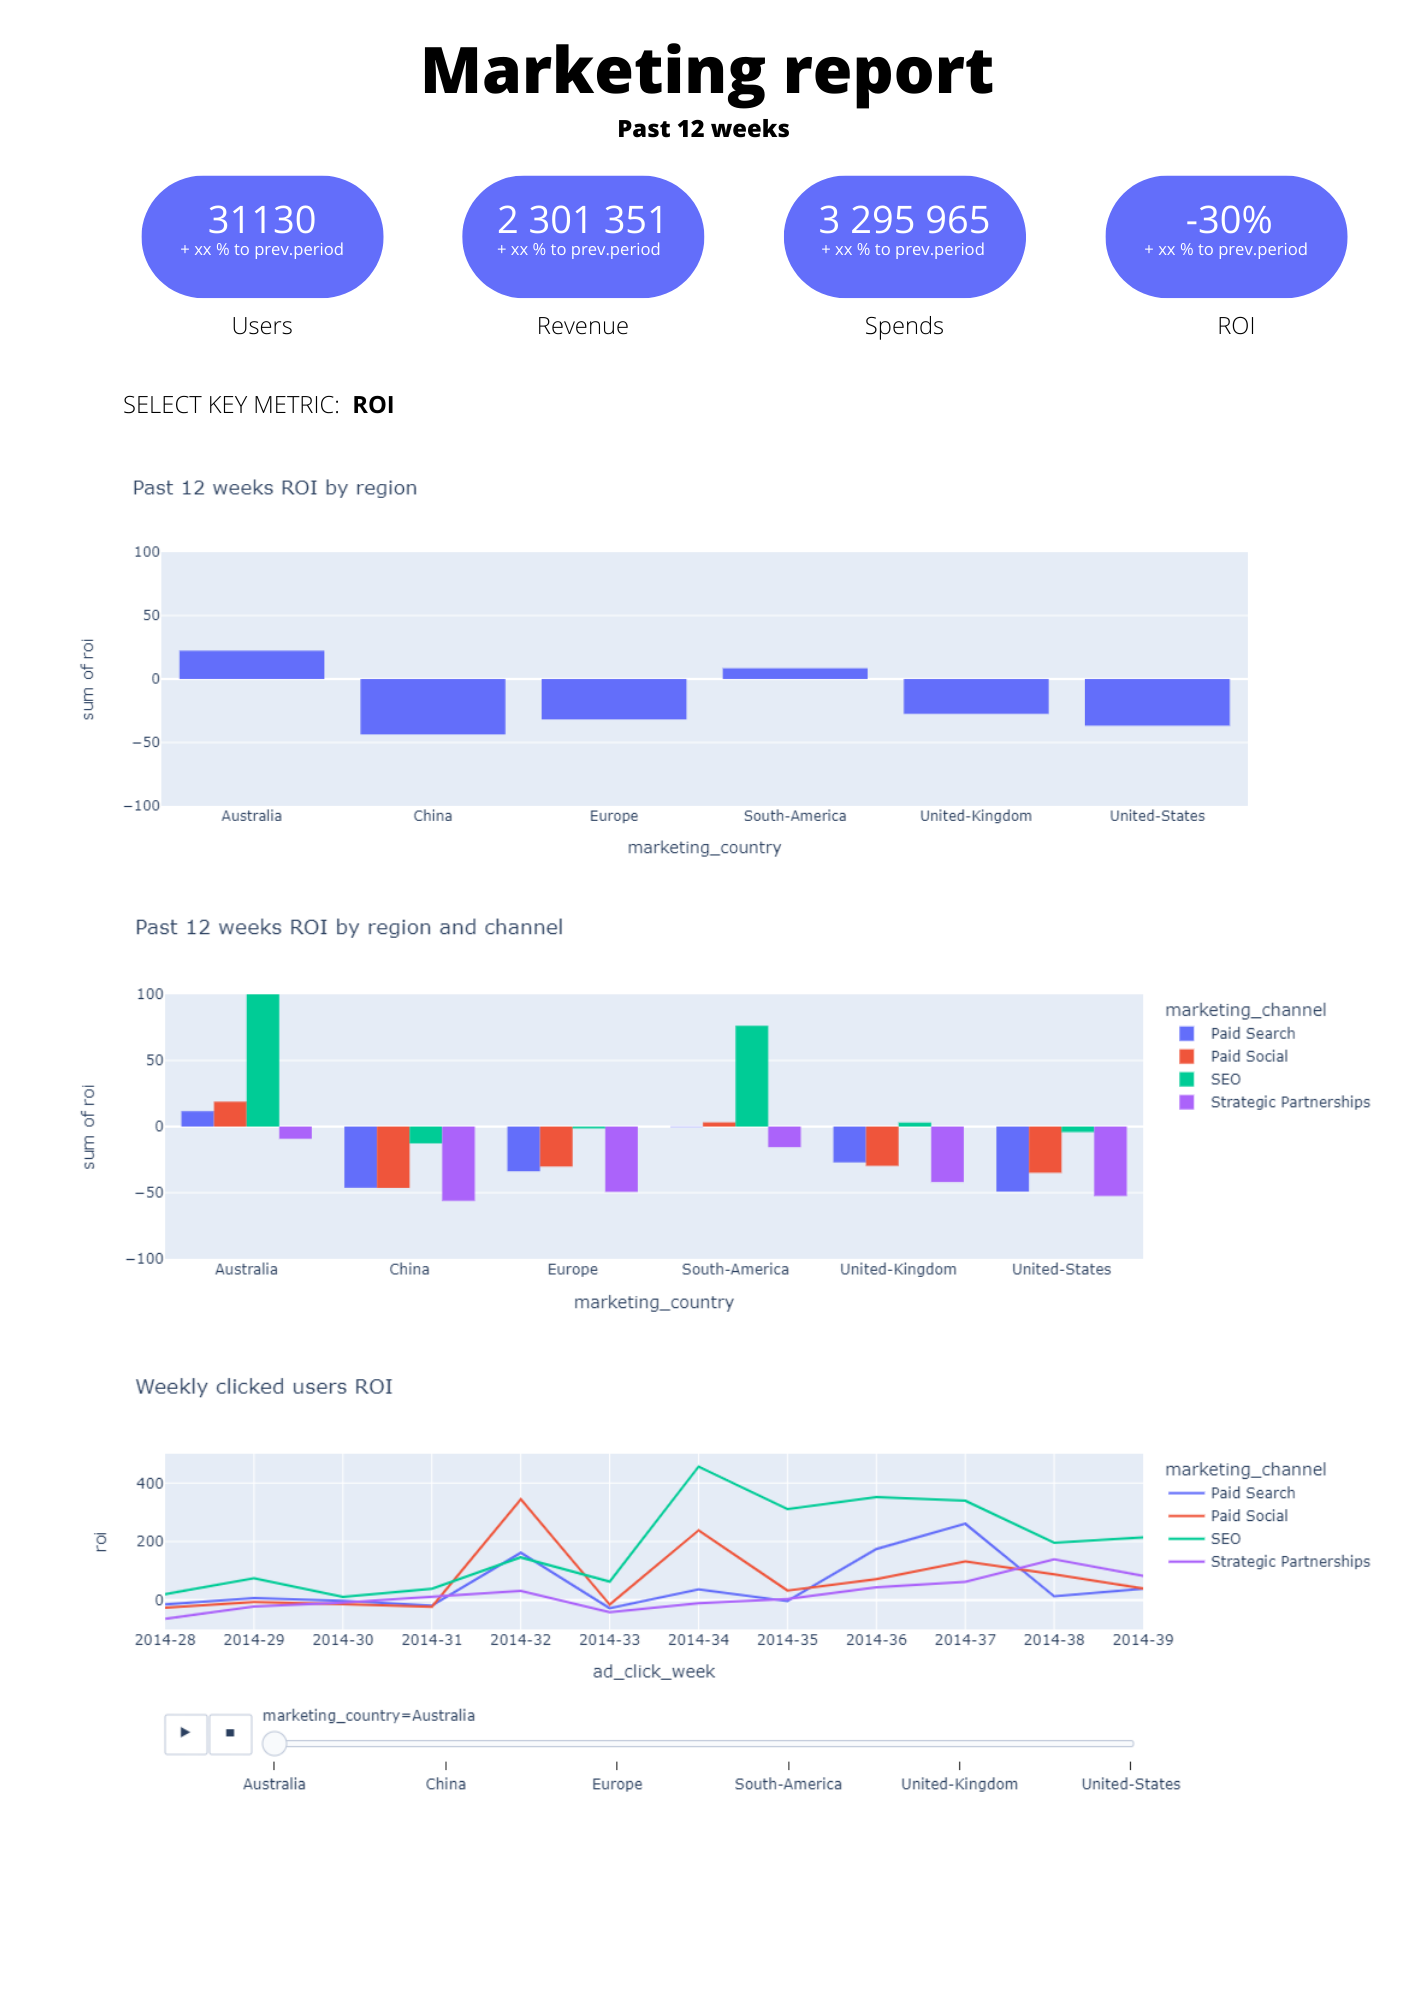 Marketing report
Past 12 weeks
31130
+ xx % to prev.period
Users
2 301 351
+ xx % to prev.period
Revenue
3 295 965
+ xx % to prev.period
Spends
-30%
+ xx % to prev.period
ROI
SELECT KEY METRIC: ROI
Past 12 weeks ROI by region
sum of roi
100
50
0
−50
−100
Australia China Europe South-America United-Kingdom United-States
marketing_country
Past 12 weeks ROI by region and channel
sum of roi
100
50
0
−50
−100
Australia China Europe South-America United-Kingdom United-States
marketing_country
marketing_channel
Paid Search
Paid Social
SEO
Strategic Partnerships
Weekly clicked users ROI
roi
400
200
0
2014-28 2014-29 2014-30 2014-31 2014-32 2014-33 2014-34 2014-35 2014-36 2014-37 2014-38 2014-39
ad_click_week
marketing_channel
Paid Search
Paid Social
SEO
Strategic Partnerships
marketing_country=Australia
Australia China Europe South-America United-Kingdom United-States